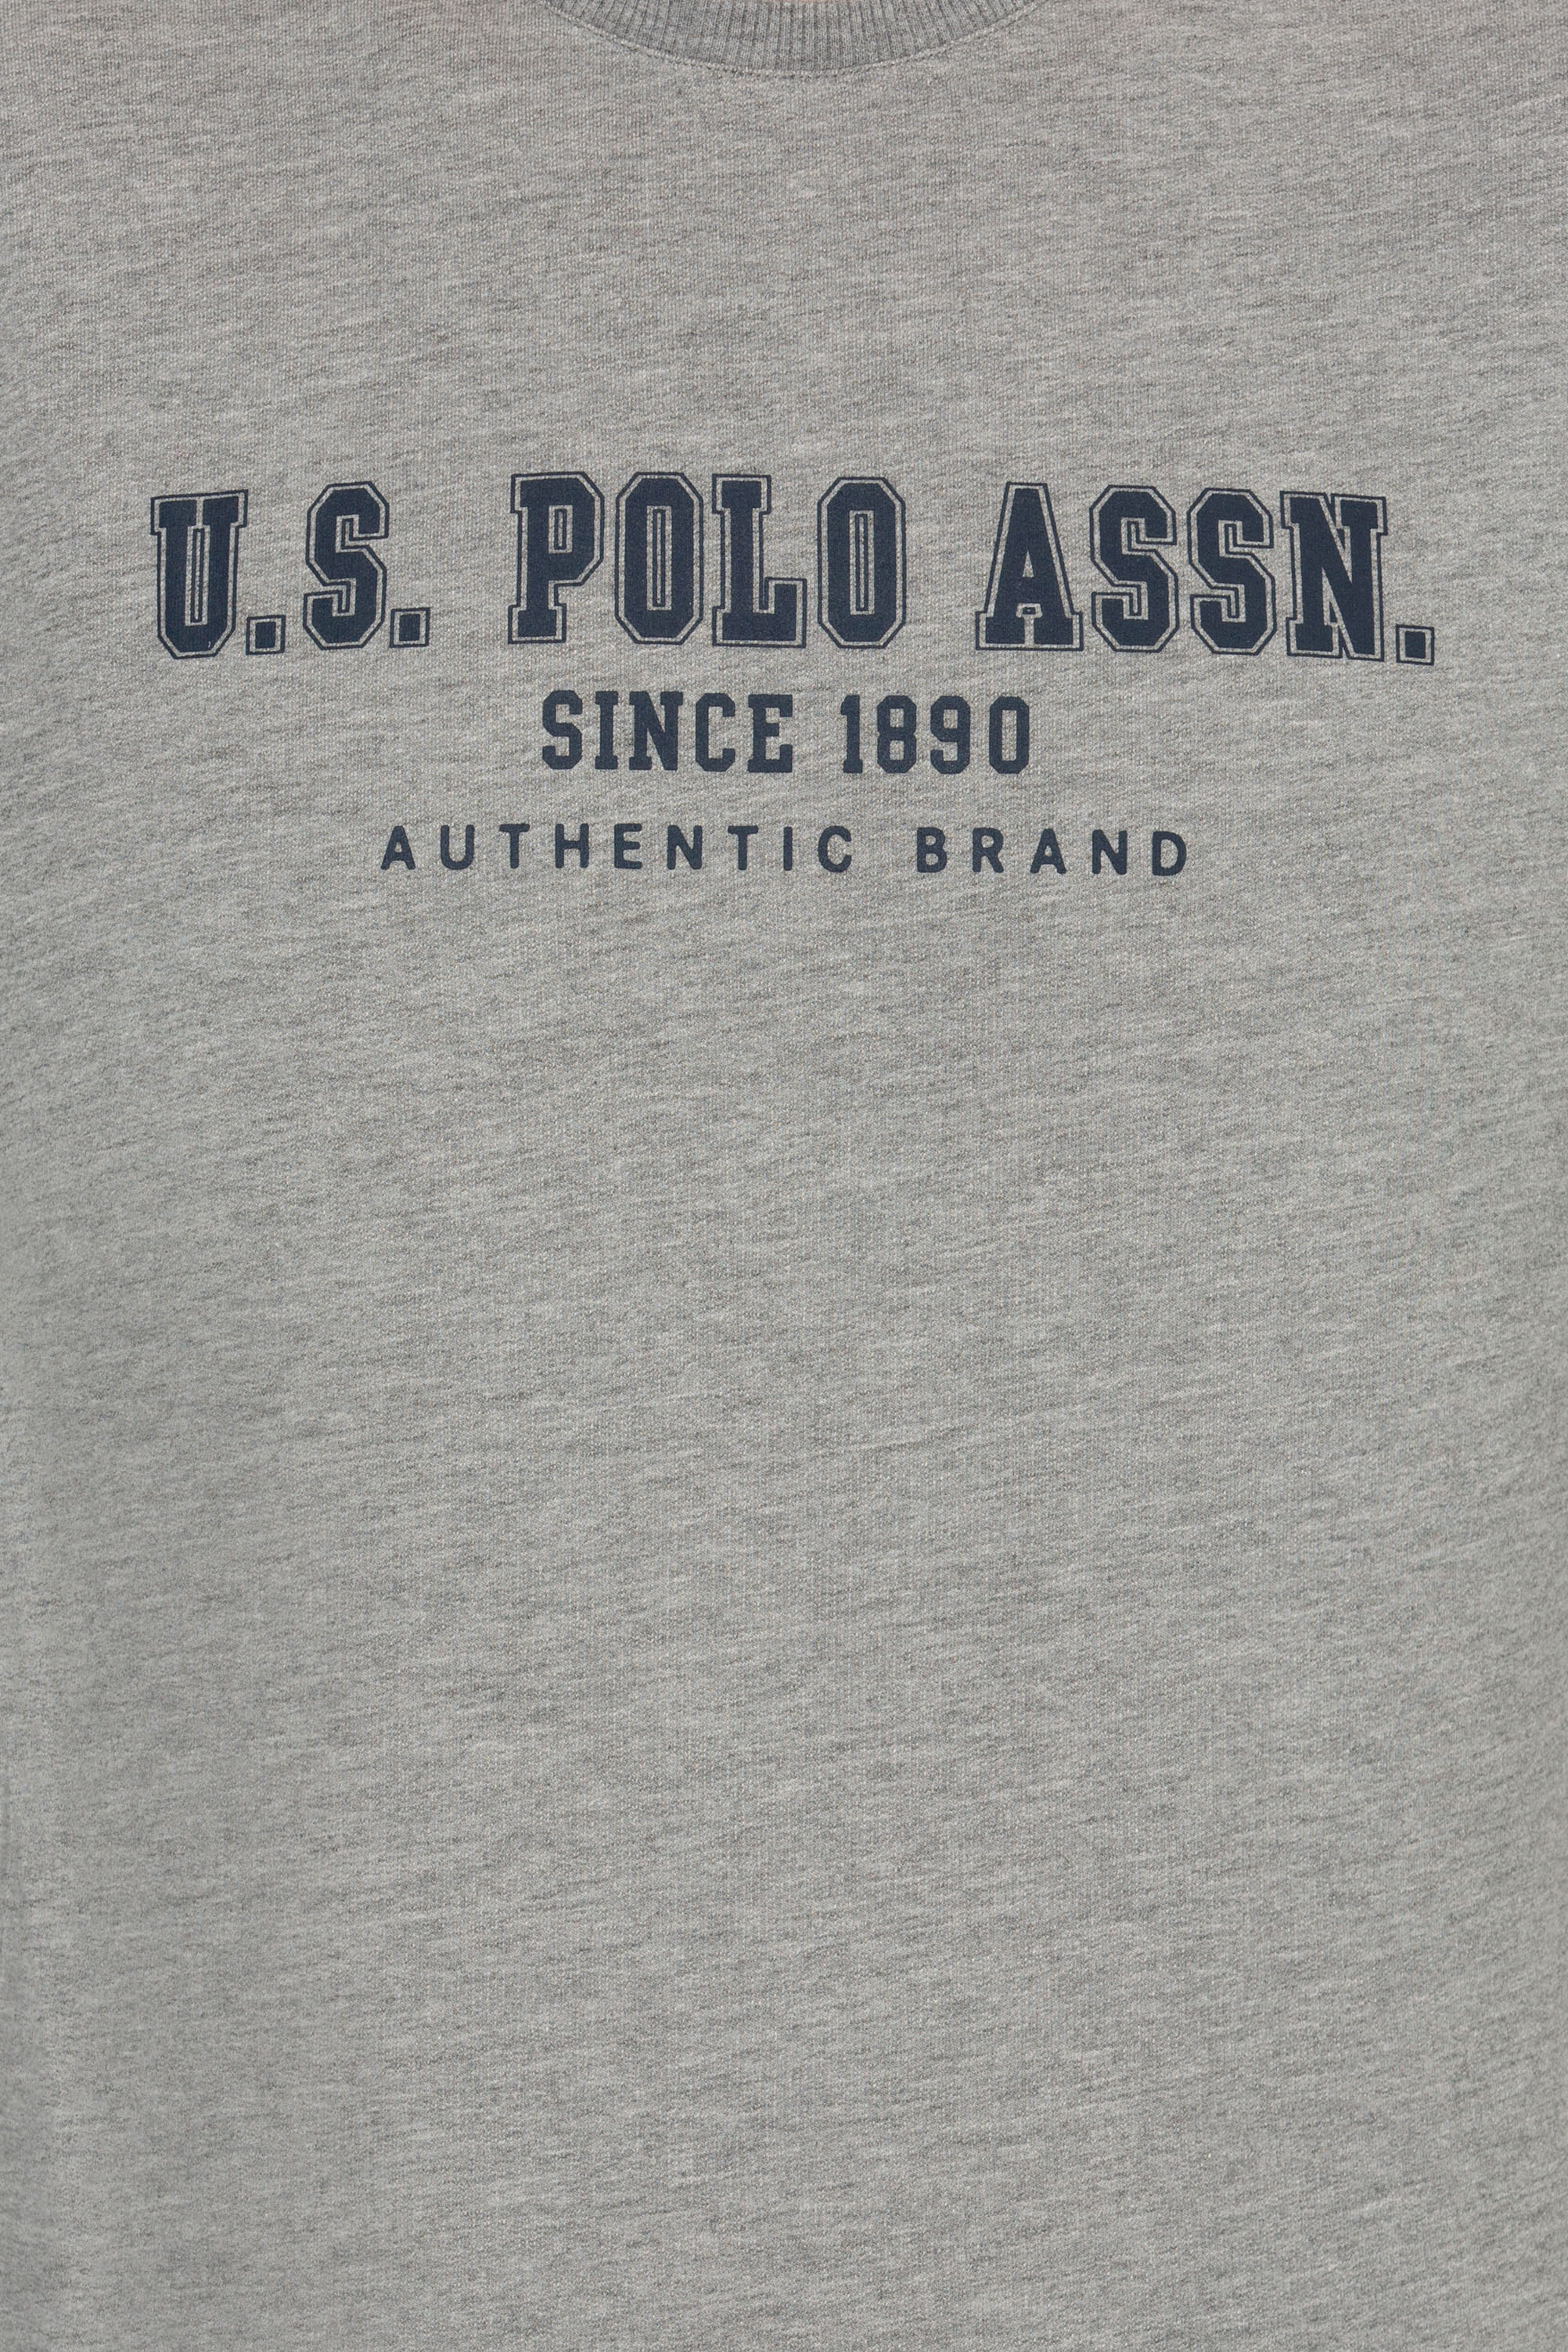 U.S. POLO ASSN.
SINCE 1890
AUTHENTIC BRAND